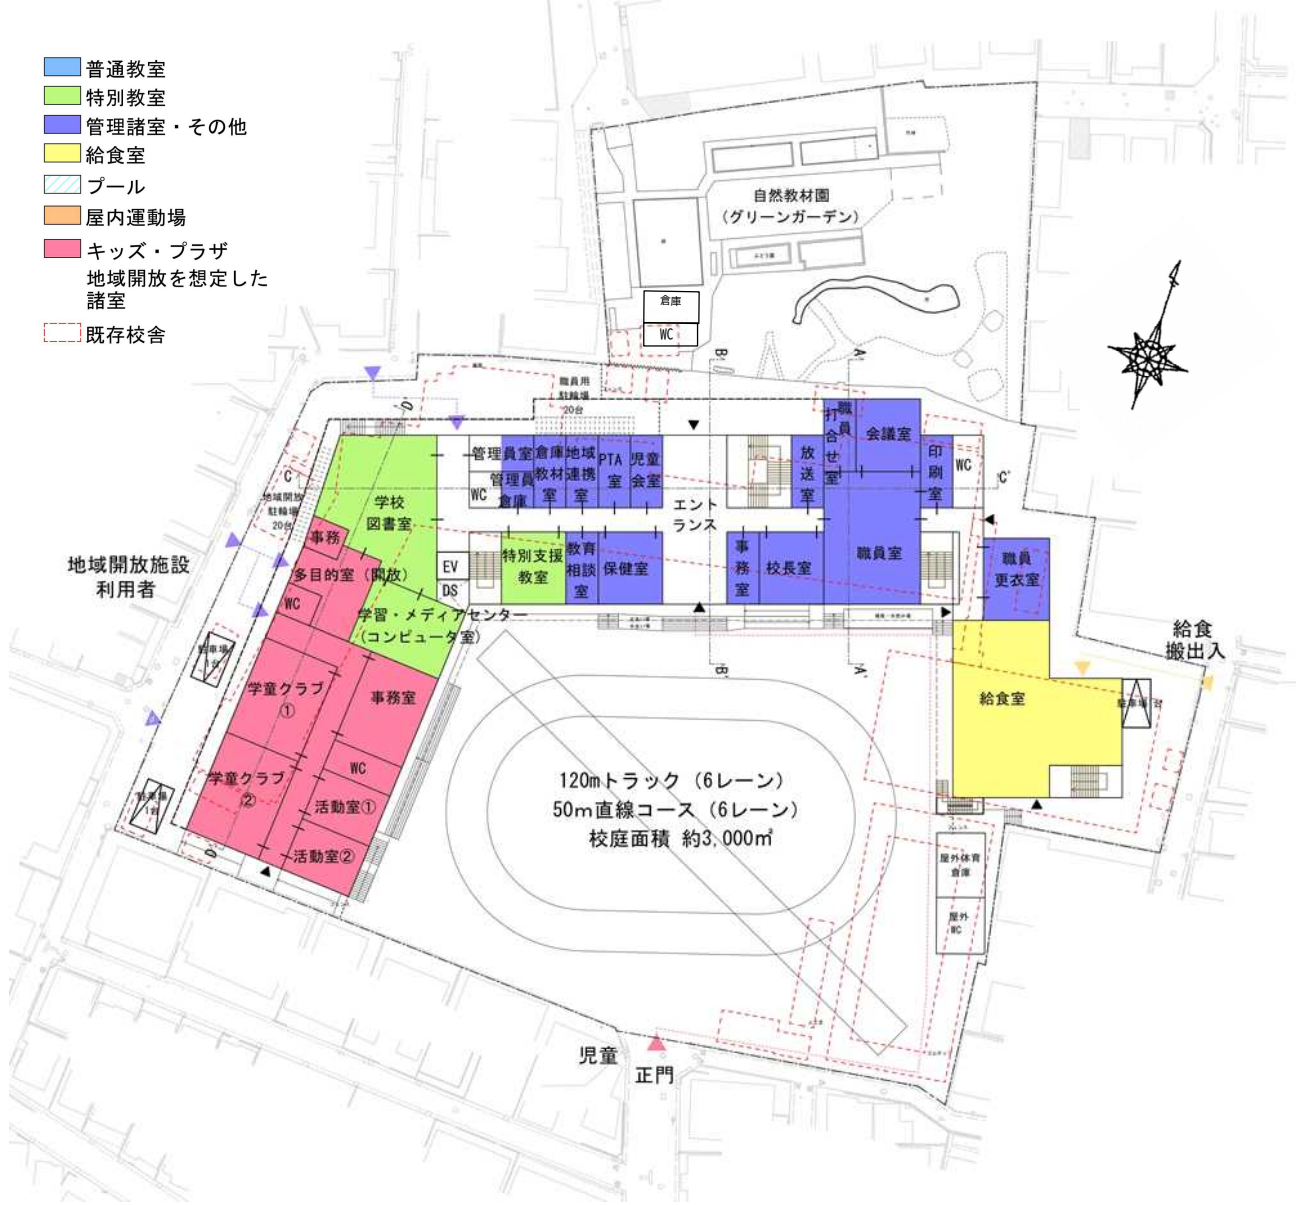 普通教室
特別教室
管理諸室・その他
給食室
プール
屋内運動場
キッズ・プラザ
地域開放を想定した
諸室
既存校舎
自然教材園
(グリーンガーデン)
倉庫
WC
B'
A'
職員用
駐輪場
20台
D'
C
C'
地域開放
駐輪場
20台
学校
図書室
管理員室
WC
管理員
倉庫
倉庫
教材
室
地域
連携
室
PTA
室
児童
会室
エント
ランス
放
送
室
職
員
打
合
せ
室
会議室
印
刷
室
WC
事務
多目的室(開放)
WC
EV
DS
特別支援
教室
教育
相談
室
保健室
事
務
室
校長室
職員室
職員
更衣室
学習・メディアセンター
(コンピュータ室)
地域開放施設
利用者
駐車場
1台
学童クラブ
①
事務室
学童クラブ
②
WC
活動室①
活動室②
駐車場
1台
D
B'
A'
給食
搬出入
給食室
駐車場 台
120mトラック(6レーン)
50m直線コース(6レーン)
校庭面積 約3,000㎡
屋外体育
倉庫
屋外
WC
児童
正門